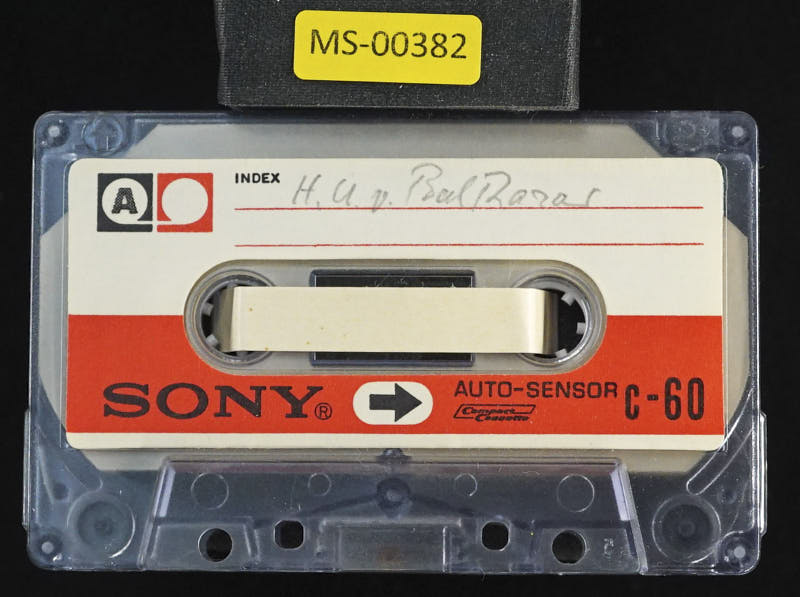 MS-00382
A
INDEX H. U. v. Balthasar
SONY® AUTO-SENSOR C-60
Compact Cassette